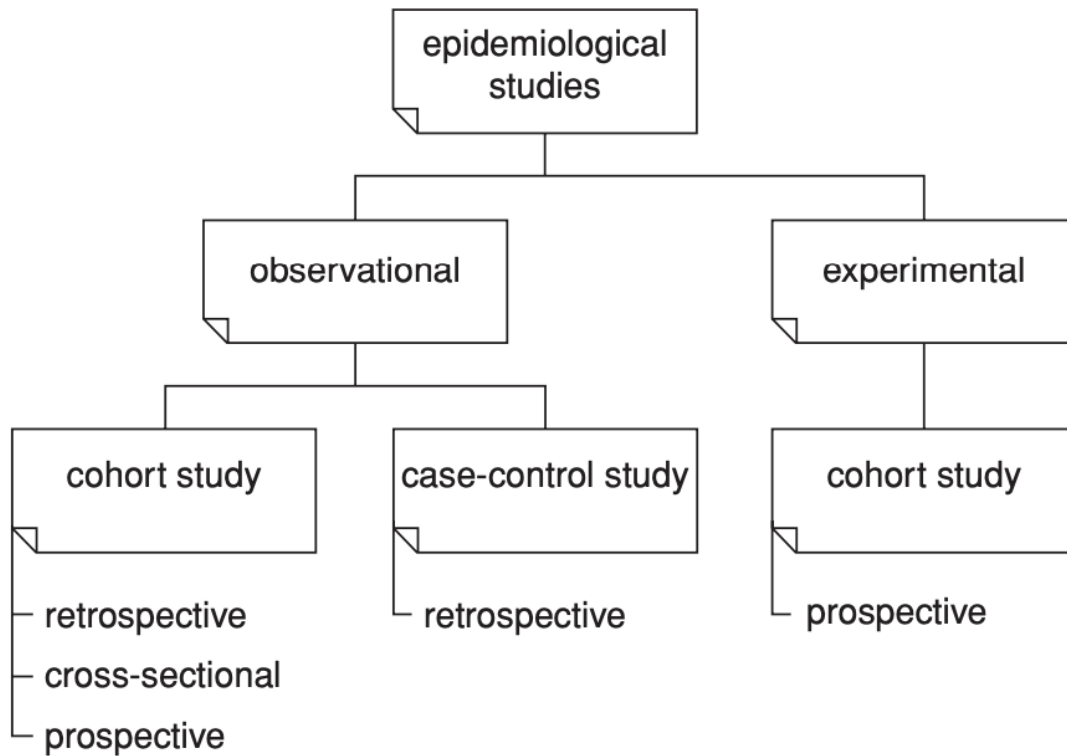 epidemiological
studies
observational
experimental
cohort study
case-control study
cohort study
retrospective
cross-sectional
prospective
retrospective
prospective